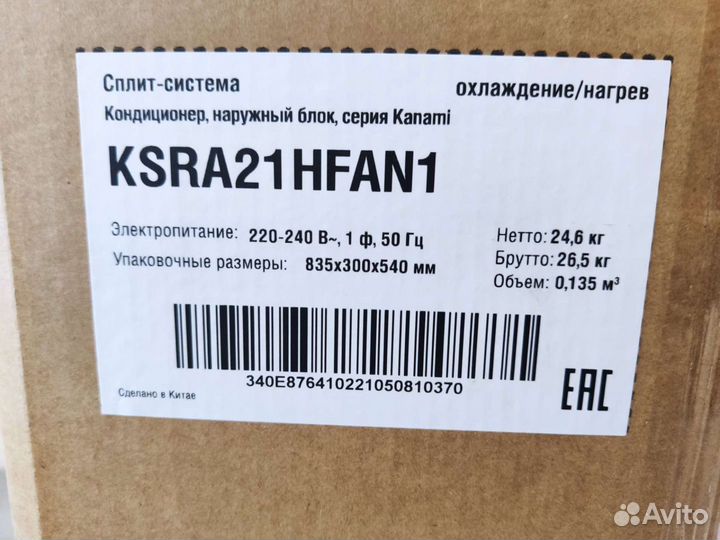 Сплит-система
охлаждение/нагрев
Кондиционер, наружный блок, серия Kanami
KSRA21HFAN1
Электропитание: 220-240 В~, 1 ф, 50 Гц
Нетто: 24,6 кг
Упаковочные размеры: 835x300x540 мм
Брутто: 26,5 кг
Объем: 0,135 м³
340E876410221050810370
Сделано в Китае
EAC
Avito